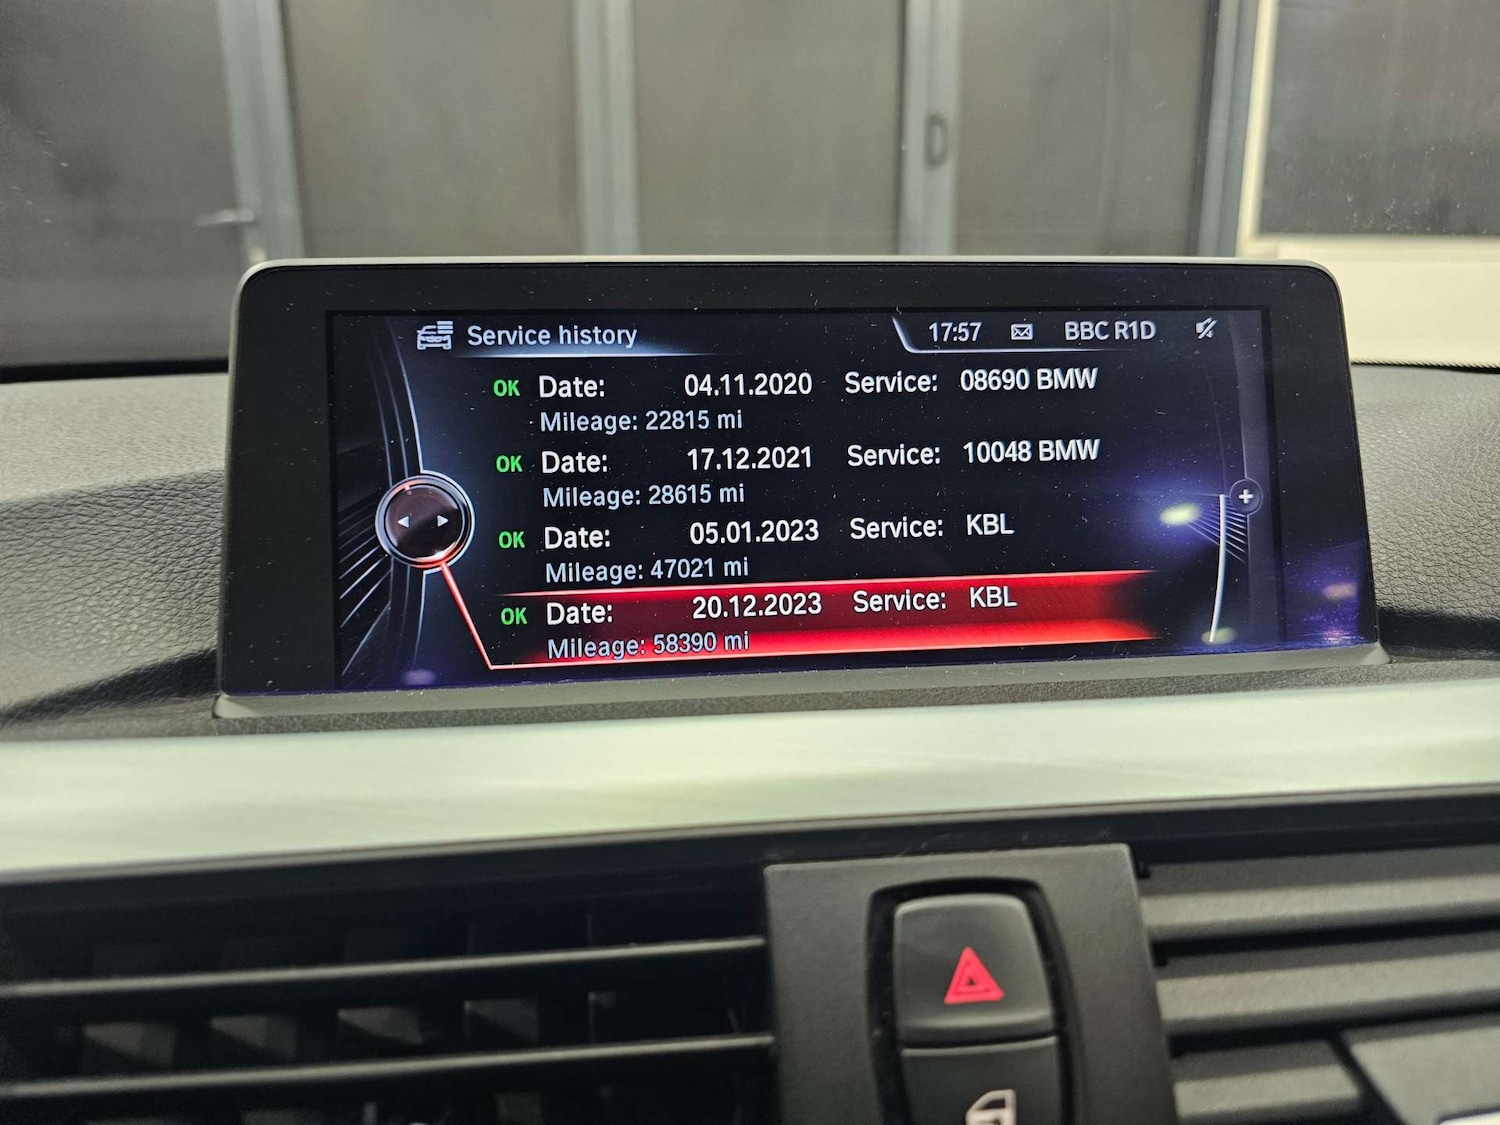 Service history 17:57 BBC R1D
OK Date: 04.11.2020 Service: 08690 BMW
Mileage: 22815 mi
OK Date: 17.12.2021 Service: 10048 BMW
Mileage: 28615 mi
OK Date: 05.01.2023 Service: KBL
Mileage: 47021 mi
OK Date: 20.12.2023 Service: KBL
Mileage: 58390 mi